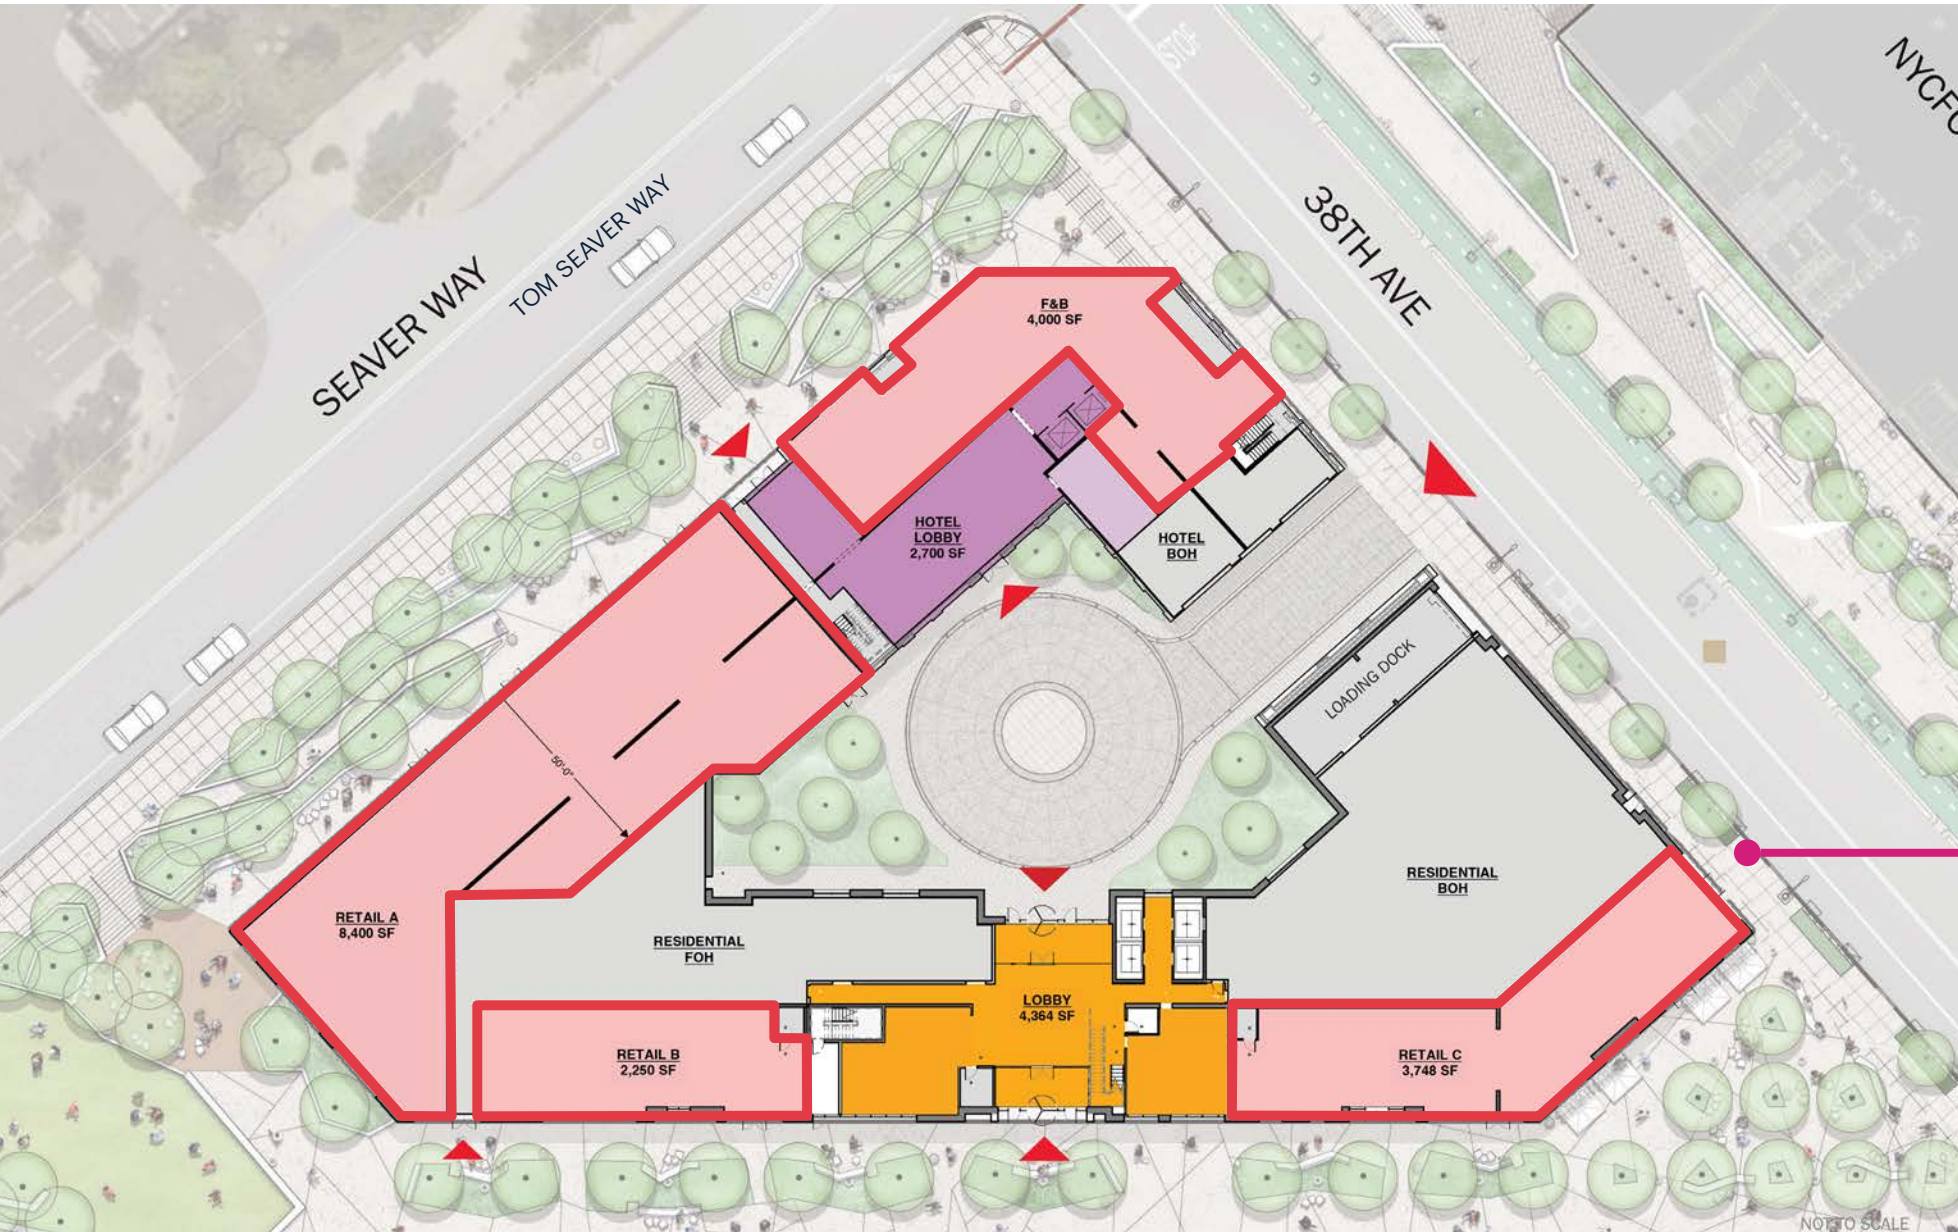 STOP
NYCFC
38TH AVE
TOM SEAVER WAY
SEAVER WAY
F&B
4,000 SF
HOTEL
LOBBY
2,700 SF
HOTEL
BOH
LOADING DOCK
50'-0"
RETAIL A
8,400 SF
RESIDENTIAL
FOH
RESIDENTIAL
BOH
LOBBY
4,364 SF
RETAIL B
2,250 SF
RETAIL C
3,748 SF
NOT TO SCALE